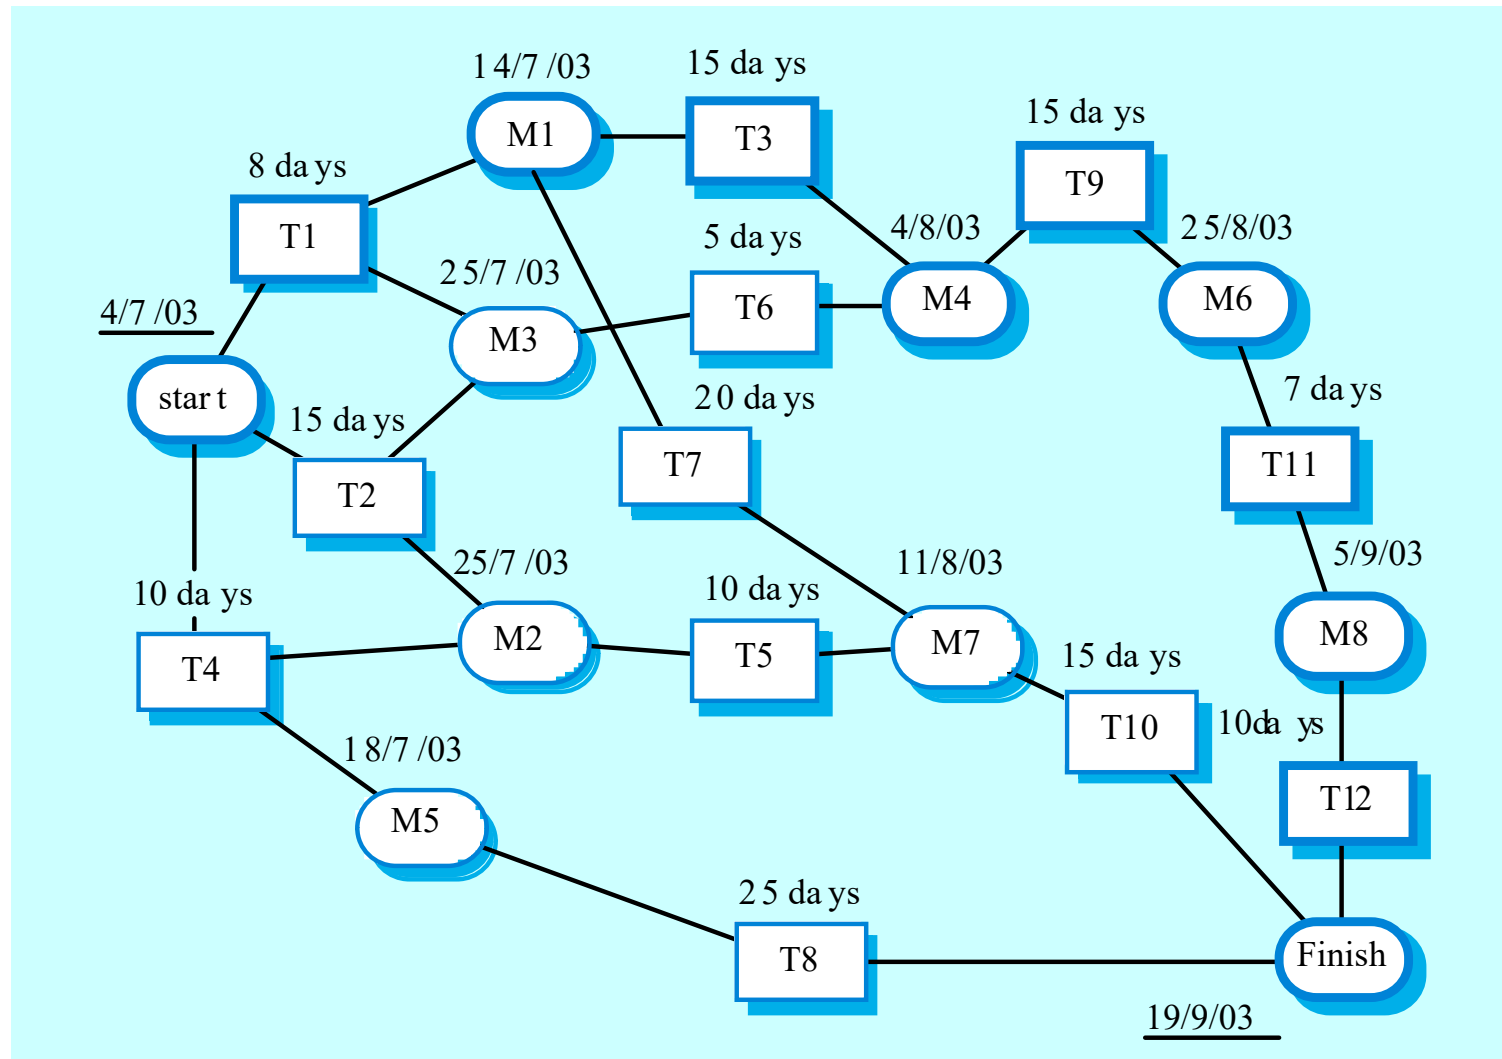 14/7/03
15 days
M1
T3
15 days
8 days
T9
T1
5 days
4/8/03
25/8/03
25/7/03
4/7/03
M3
T6
M4
M6
start
15 days
20 days
7 days
T2
T7
T11
25/7/03
11/8/03
5/9/03
10 days
10 days
M2
T5
M7
M8
T4
15 days
18/7/03
T10
10days
M5
T12
25 days
T8
Finish
19/9/03